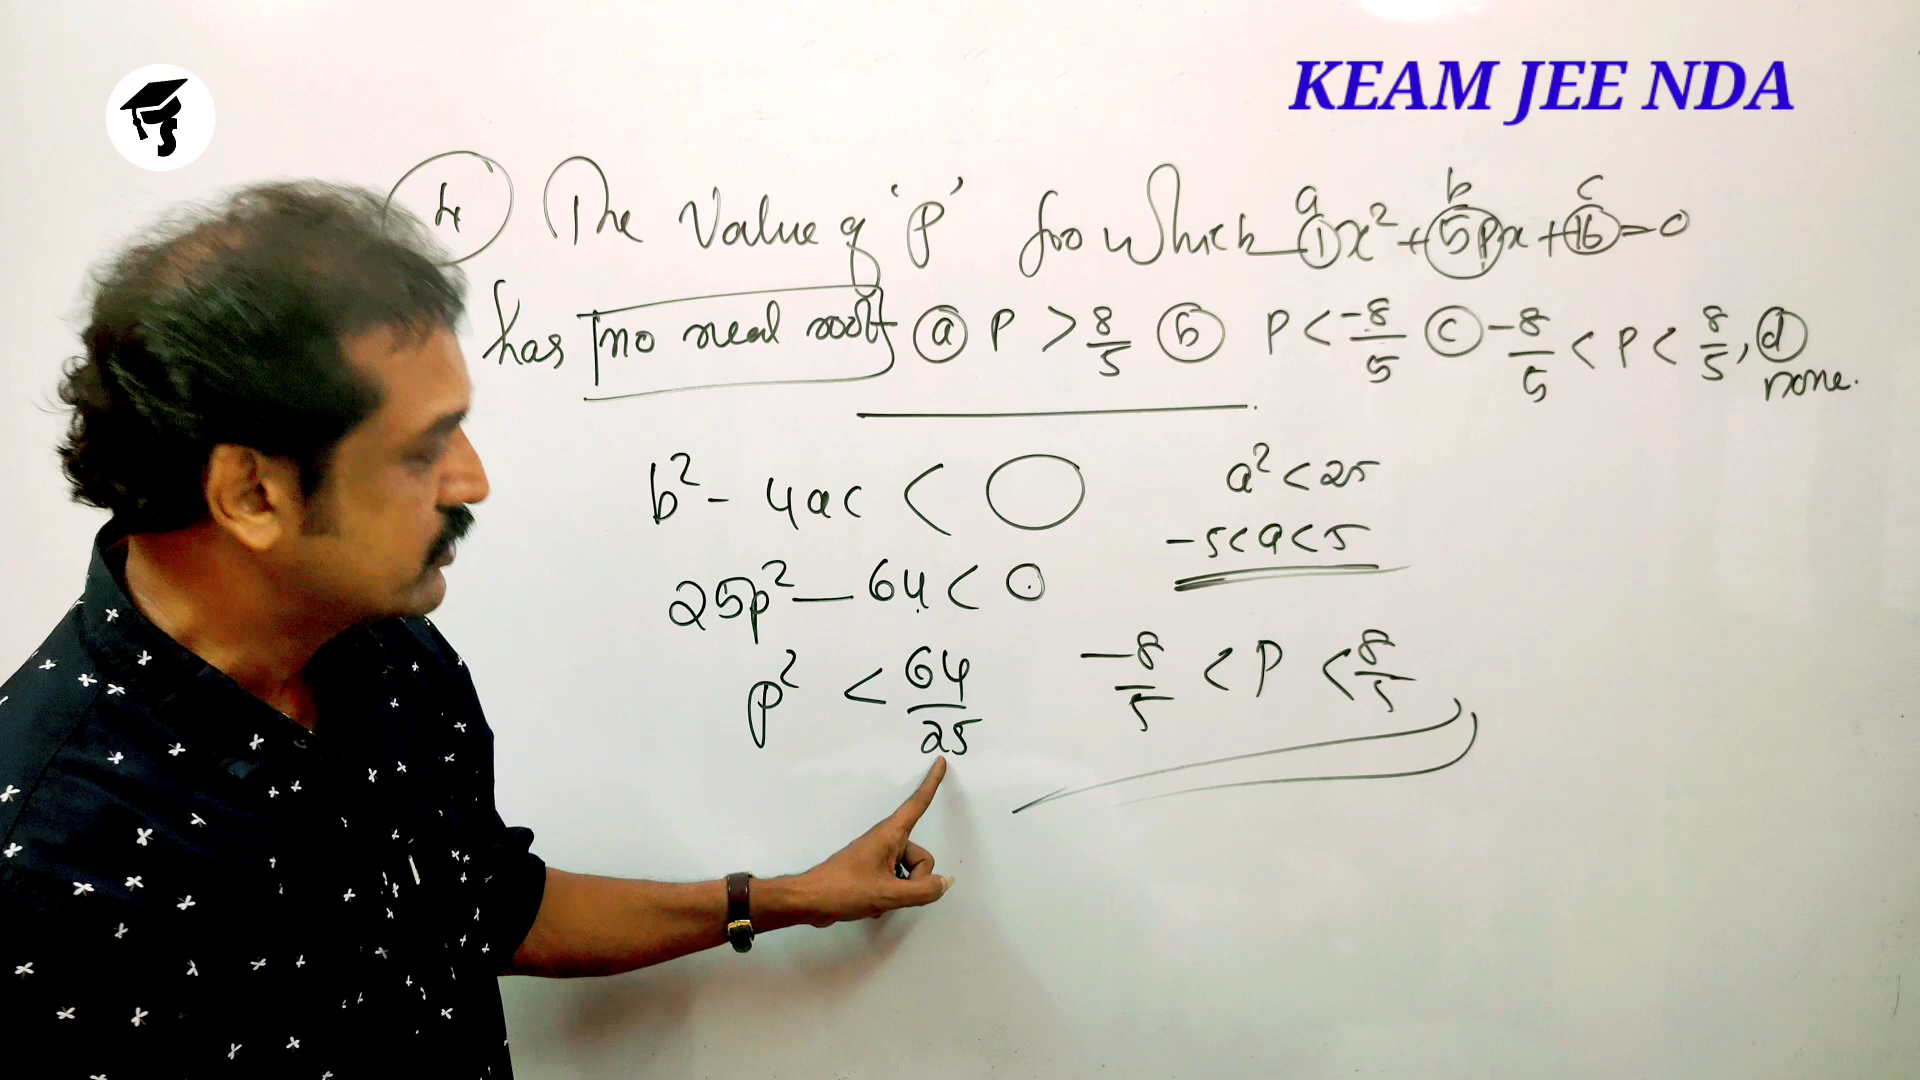 KEAM JEE NDA
4 The Value of 'P' for which 1x² + 5Px + 16 = 0
a b c
has no real roots (a) P > 8/5 (b) P < -8/5 (c) -8/5 < P < 8/5, (d) none.
b² - 4ac < 0
a² < 25
-5 < a < 5
25p² - 64 < 0
p² < 64/25
-8/5 < P < 8/5